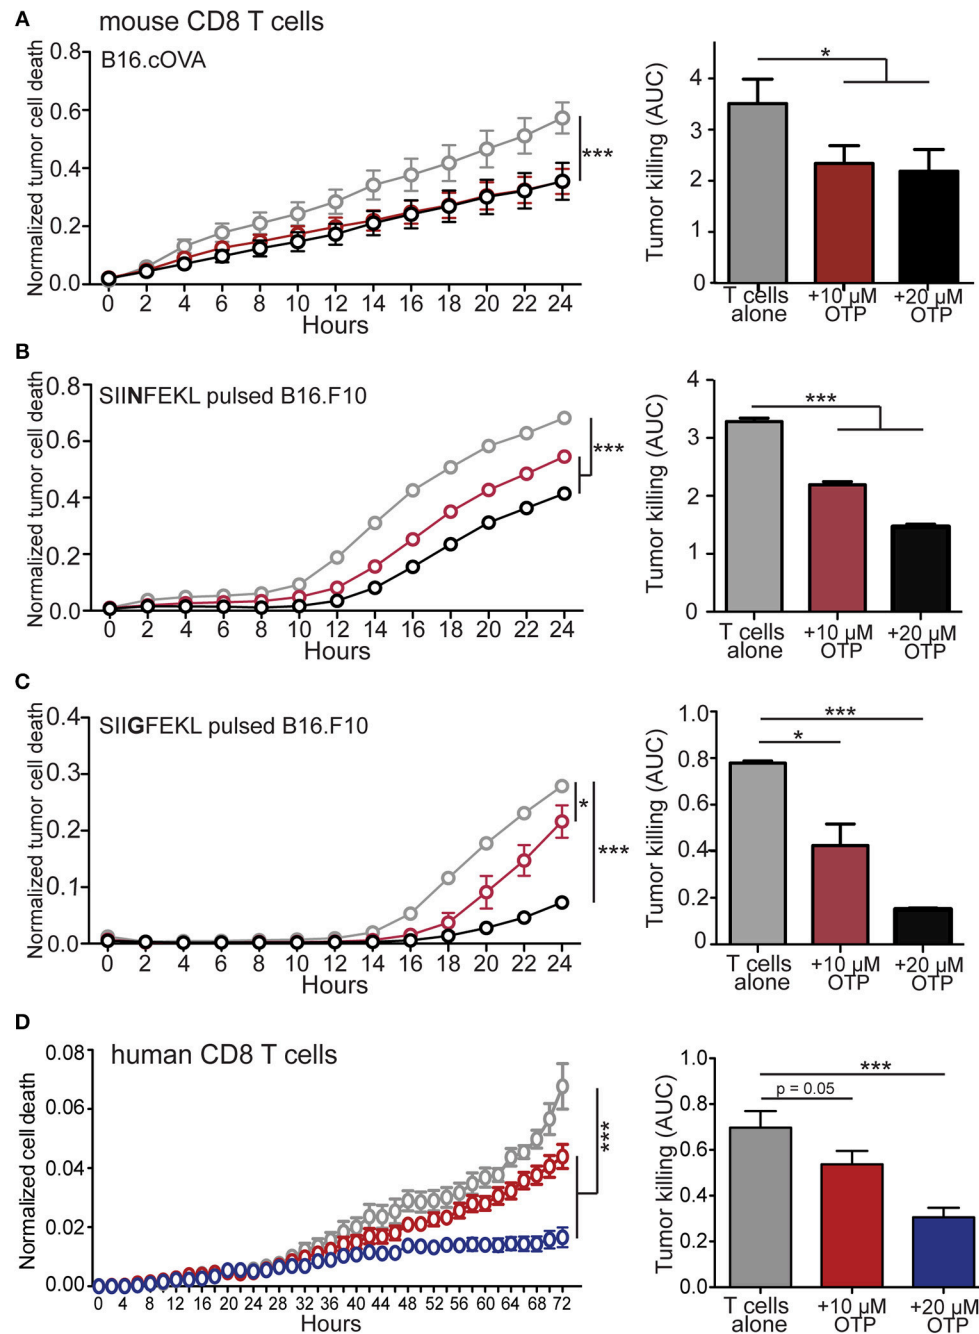 A
mouse CD8 T cells
B16.cOVA
Normalized tumor cell death
0.8
0.6
0.4
0.2
0.0
***
0 2 4 6 8 10 12 14 16 18 20 22 24
Hours
Tumor killing (AUC)
4
3
2
1
0
*
T cells alone
+10 µM OTP
+20 µM OTP
B
SIINFEKL pulsed B16.F10
Normalized tumor cell death
0.8
0.6
0.4
0.2
0.0
***
0 2 4 6 8 10 12 14 16 18 20 22 24
Hours
Tumor killing (AUC)
4
3
2
1
0
***
T cells alone
+10 µM OTP
+20 µM OTP
C
SIIGFEKL pulsed B16.F10
Normalized tumor cell death
0.4
0.3
0.2
0.1
0.0
*
***
0 2 4 6 8 10 12 14 16 18 20 22 24
Hours
Tumor killing (AUC)
1.0
0.8
0.6
0.4
0.2
0
***
*
T cells alone
+10 µM OTP
+20 µM OTP
D
human CD8 T cells
Normalized cell death
0.08
0.06
0.04
0.02
0.00
***
0 4 8 12 16 20 24 28 32 36 40 44 48 52 56 60 64 68 72
Hours
Tumor killing (AUC)
1.0
0.8
0.6
0.4
0.2
0.0
***
p = 0.05
T cells alone
+10 µM OTP
+20 µM OTP